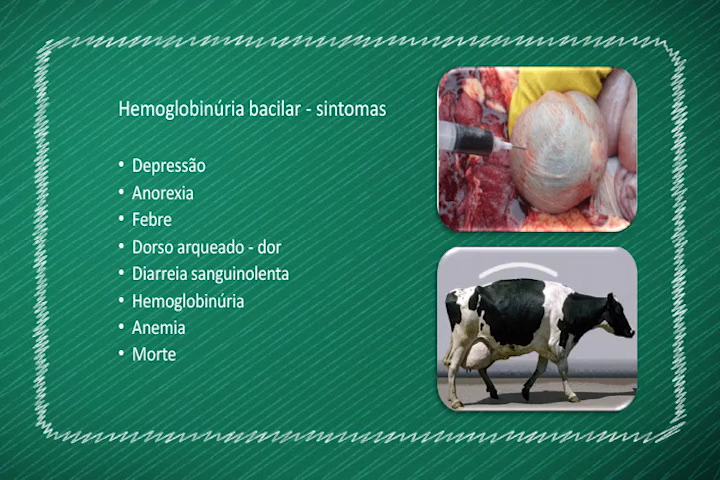 Hemoglobinúria bacilar - sintomas
• Depressão
• Anorexia
• Febre
• Dorso arqueado - dor
• Diarreia sanguinolenta
• Hemoglobinúria
• Anemia
• Morte